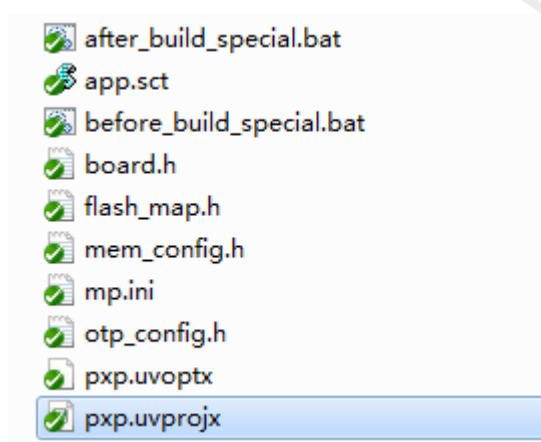 after_build_special.bat
app.sct
before_build_special.bat
board.h
flash_map.h
mem_config.h
mp.ini
otp_config.h
pxp.uvoptx
pxp.uvprojx